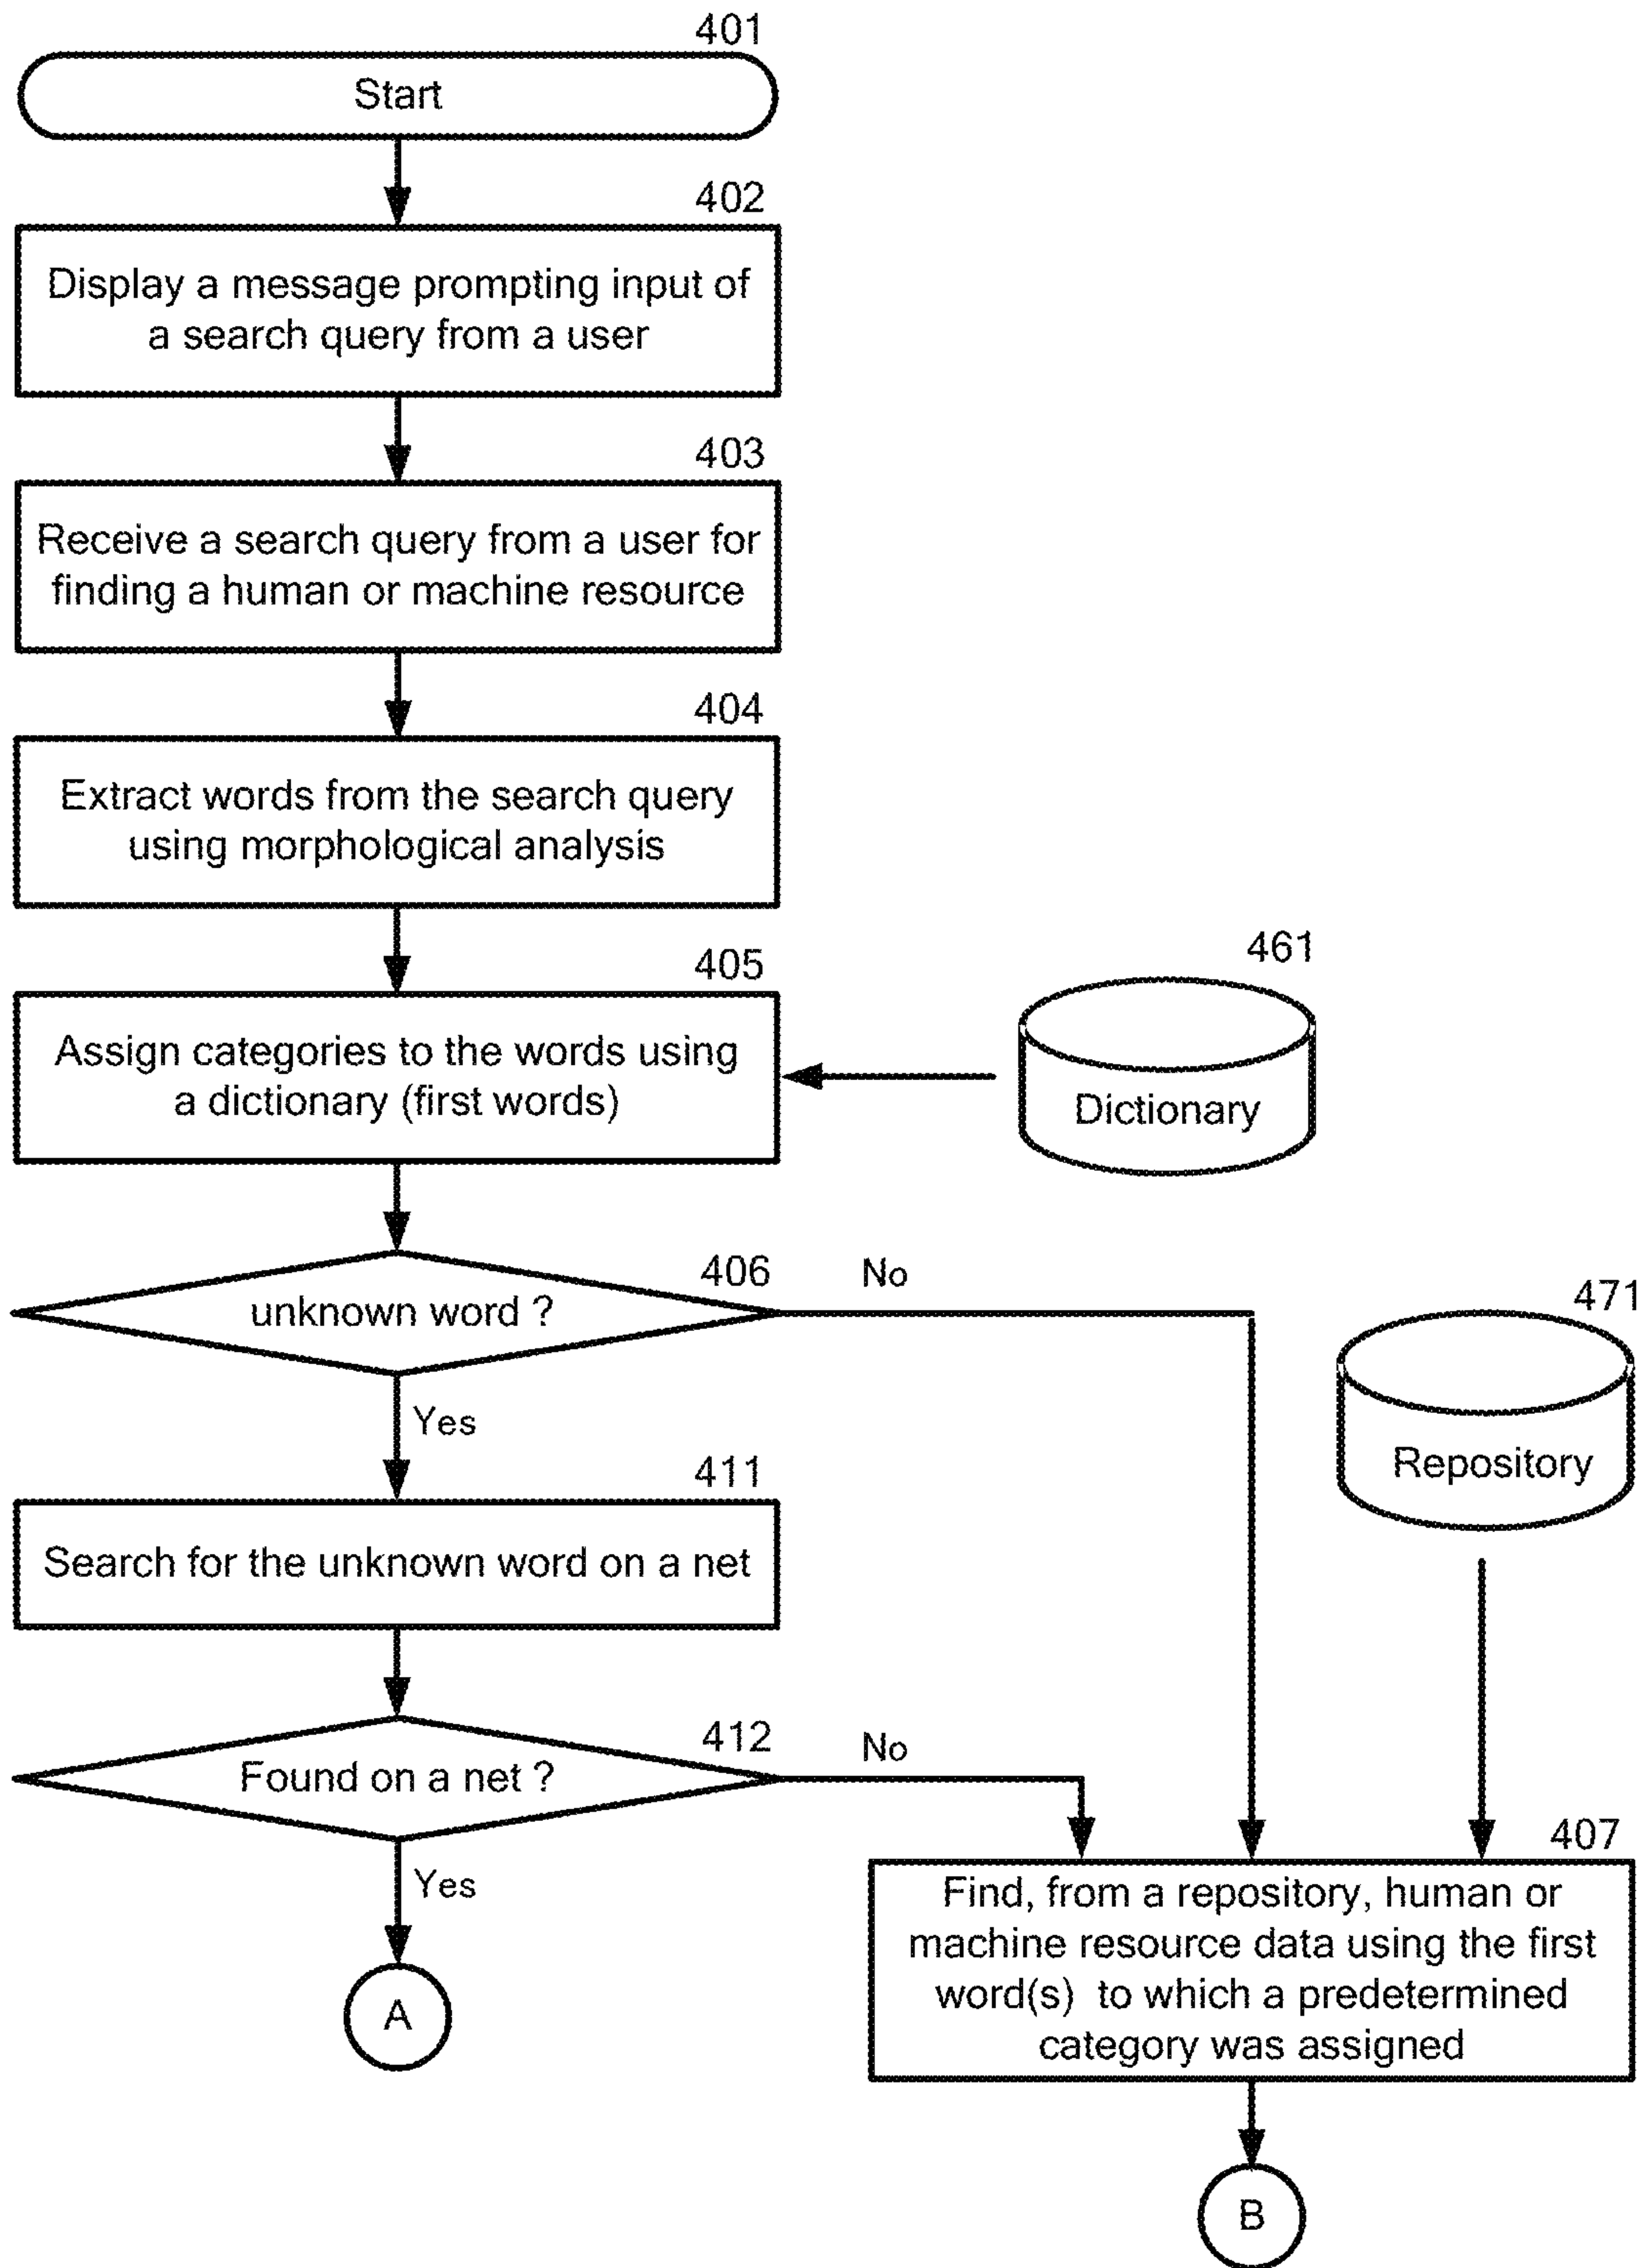 401
Start
402
Display a message prompting input of
a search query from a user
403
Receive a search query from a user for
finding a human or machine resource
404
Extract words from the search query
using morphological analysis
405
Assign categories to the words using
a dictionary (first words)
461
Dictionary
406
unknown word ?
No
Yes
471
Repository
411
Search for the unknown word on a net
412
Found on a net ?
No
Yes
A
407
Find, from a repository, human or
machine resource data using the first
word(s) to which a predetermined
category was assigned
B